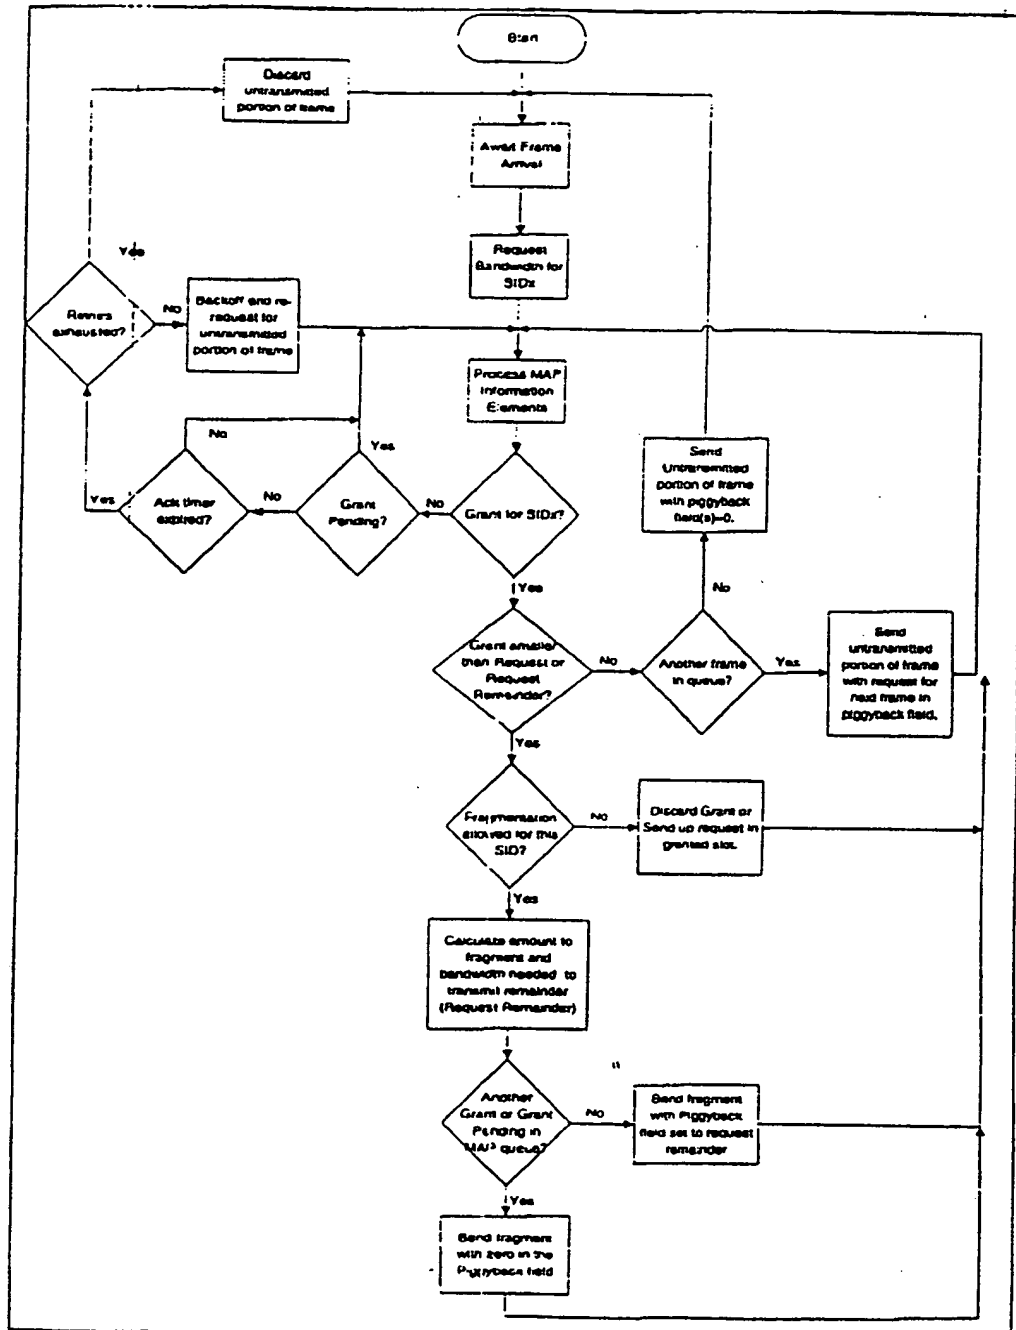 Start
Discard
untransmitted
portion of frame
Await Frame
Arrival
Request
Bandwidth for
SIDx
Yes
Retries
exhausted?
No
Backoff and re-
request for
untransmitted
portion of frame
Process MAP
Information
Elements
No
Yes
Yes
Ack timer
expired?
No
Grant
Pending?
No
Grant for SIDx?
Send
Untransmitted
portion of frame
with piggyback
field(s)=0.
Yes
No
Grant smaller
than Request or
Request
Remainder?
No
Another frame
in queue?
Yes
Send
untransmitted
portion of frame
with request for
next frame in
piggyback field.
Yes
Fragmentation
allowed for this
SID?
No
Discard Grant or
Send up request in
granted slot.
Yes
Calculate amount to
fragment and
bandwidth needed to
transmit remainder
(Request Remainder)
Another
Grant or Grant
Pending in
MAP queue?
No
Send fragment
with Piggyback
field set to request
remainder
Yes
Send fragment
with zero in the
Piggyback field